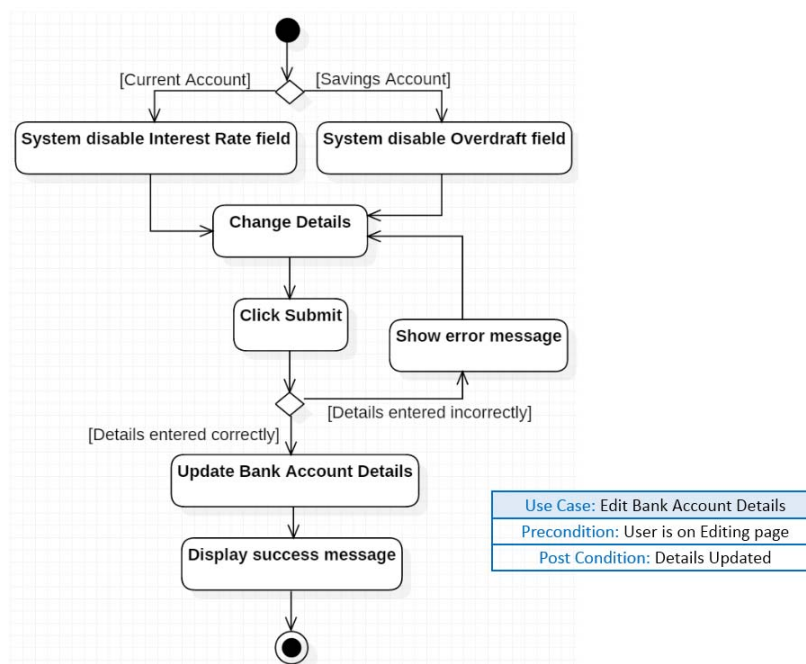 [Current Account]
[Savings Account]
System disable Interest Rate field
System disable Overdraft field
Change Details
Click Submit
Show error message
[Details entered incorrectly]
[Details entered correctly]
Update Bank Account Details
Display success message
Use Case: Edit Bank Account Details
Precondition: User is on Editing page
Post Condition: Details Updated